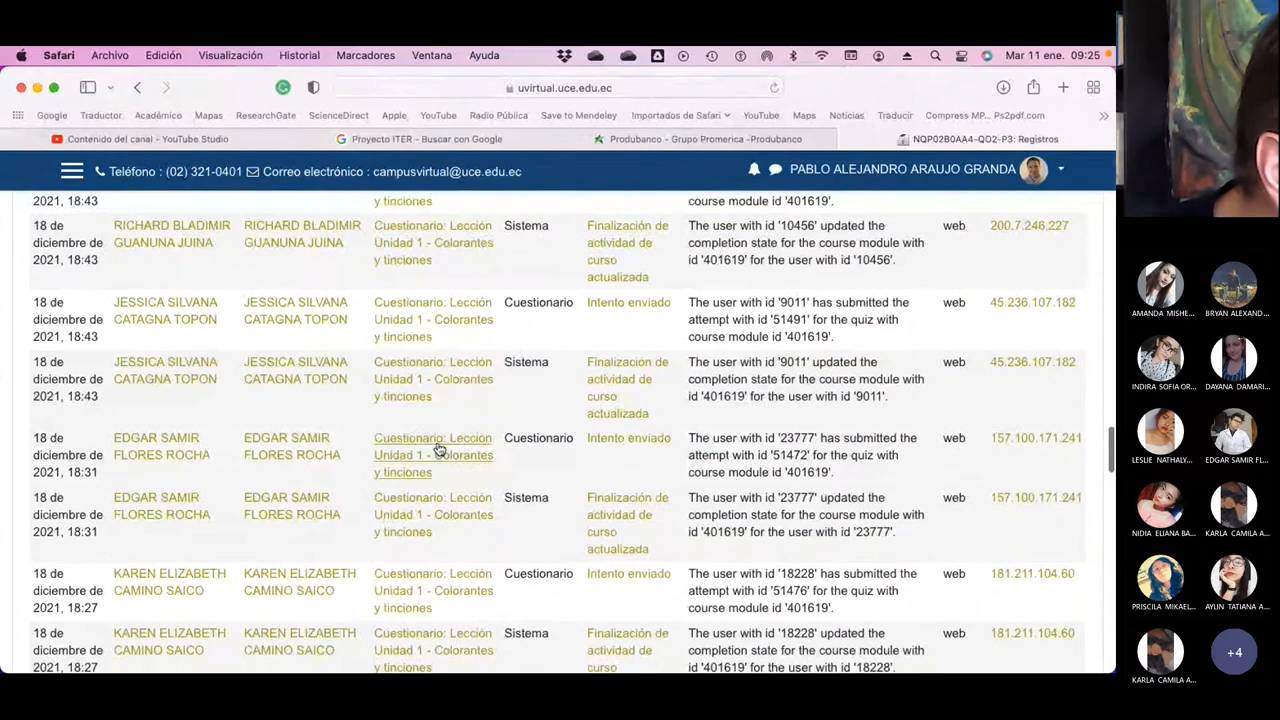 Safari Archivo Edición Visualización Historial Marcadores Ventana Ayuda Mar 11 ene. 09:25
uvirtual.uce.edu.ec
Google Traductor Académico Mapas ResearchGate ScienceDirect Apple YouTube Radio Pública Save to Mendeley Importados de Safari YouTube Maps Noticias Traducir Compress MP... Ps2pdf.com
Contenido del canal - YouTube Studio Proyecto ITER - Buscar con Google Produbanco - Grupo Promerica -Produbanco NQP02B0AA4-QO2-P3: Registros
Teléfono : (02) 321-0401 Correo electrónico : campusvirtual@uce.edu.ec PABLO ALEJANDRO ARAUJO GRANDA
2021, 18:43 y tinciones course module id '401619'.
18 de RICHARD BLADIMIR RICHARD BLADIMIR Cuestionario: Lección Sistema Finalización de The user with id '10456' updated the web 200.7.246.227
diciembre de GUANUNA JUINA GUANUNA JUINA Unidad 1 - Colorantes actividad de completion state for the course module with
2021, 18:43 y tinciones curso id '401619' for the user with id '10456'.
actualizada
18 de JESSICA SILVANA JESSICA SILVANA Cuestionario: Lección Cuestionario Intento enviado The user with id '9011' has submitted the web 45.236.107.182
diciembre de CATAGNA TOPON CATAGNA TOPON Unidad 1 - Colorantes attempt with id '51491' for the quiz with
2021, 18:43 y tinciones course module id '401619'.
18 de JESSICA SILVANA JESSICA SILVANA Cuestionario: Lección Sistema Finalización de The user with id '9011' updated the web 45.236.107.182
diciembre de CATAGNA TOPON CATAGNA TOPON Unidad 1 - Colorantes actividad de completion state for the course module with
2021, 18:43 y tinciones curso id '401619' for the user with id '9011'.
actualizada
18 de EDGAR SAMIR EDGAR SAMIR Cuestionario: Lección Cuestionario Intento enviado The user with id '23777' has submitted the web 157.100.171.241
diciembre de FLORES ROCHA FLORES ROCHA Unidad 1 - Colorantes attempt with id '51472' for the quiz with
2021, 18:31 y tinciones course module id '401619'.
18 de EDGAR SAMIR EDGAR SAMIR Cuestionario: Lección Sistema Finalización de The user with id '23777' updated the web 157.100.171.241
diciembre de FLORES ROCHA FLORES ROCHA Unidad 1 - Colorantes actividad de completion state for the course module with
2021, 18:31 y tinciones curso id '401619' for the user with id '23777'.
actualizada
18 de KAREN ELIZABETH KAREN ELIZABETH Cuestionario: Lección Cuestionario Intento enviado The user with id '18228' has submitted the web 181.211.104.60
diciembre de CAMINO SAICO CAMINO SAICO Unidad 1 - Colorantes attempt with id '51476' for the quiz with
2021, 18:27 y tinciones course module id '401619'.
18 de KAREN ELIZABETH KAREN ELIZABETH Cuestionario: Lección Sistema Finalización de The user with id '18228' updated the web 181.211.104.60
diciembre de CAMINO SAICO CAMINO SAICO Unidad 1 - Colorantes actividad de completion state for the course module with
2021, 18:27 y tinciones curso id '401619' for the user with id '18228'.
AMANDA MISHE... BRYAN ALEXAND...
INDIRA SOFIA OR... DAYANA DAMARI...
LESLIE NATHALY... EDGAR SAMIR FL...
NIDIA ELIANA BA... KARLA CAMILA A...
PRISCILA MIKAEL... AYLIN TATIANA A...
KARLA CAMILA A... +4